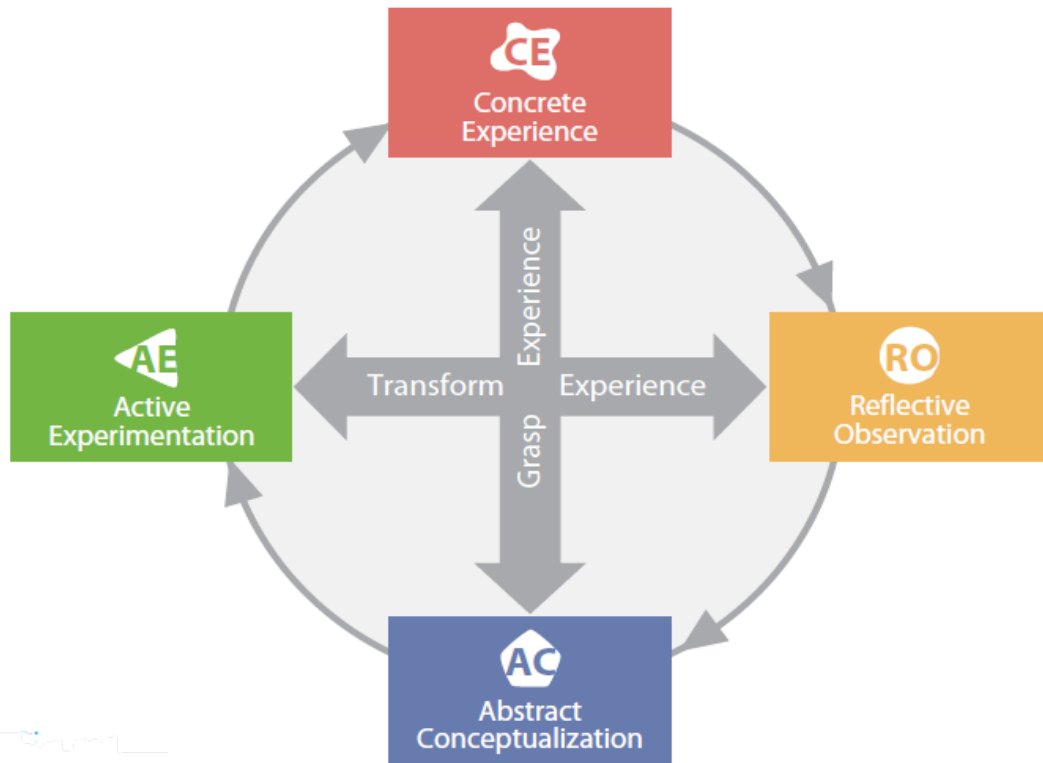 CE
Concrete
Experience
AE
Active
Experimentation
Transform Experience
Grasp Experience
RO
Reflective
Observation
AC
Abstract
Conceptualization